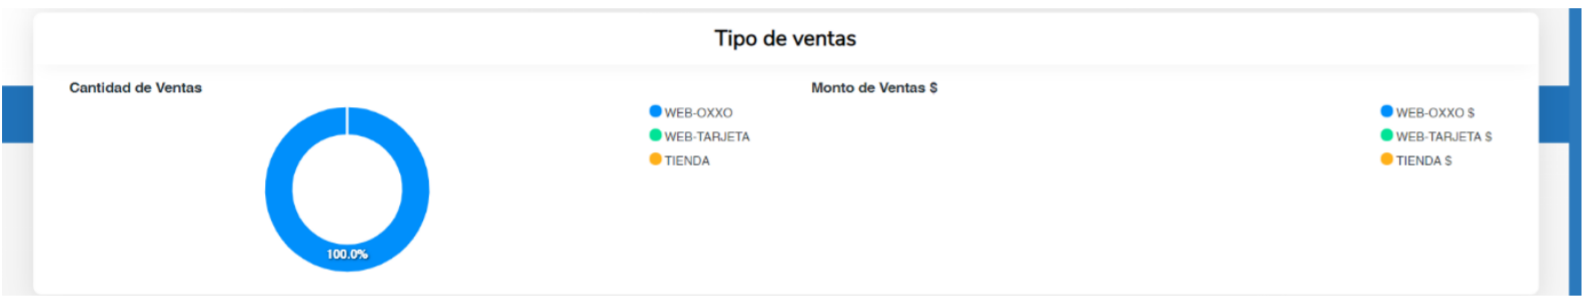 Tipo de ventas
Cantidad de Ventas
WEB-OXXO
WEB-TARJETA
TIENDA
100.0%
Monto de Ventas $
WEB-OXXO $
WEB-TARJETA $
TIENDA $